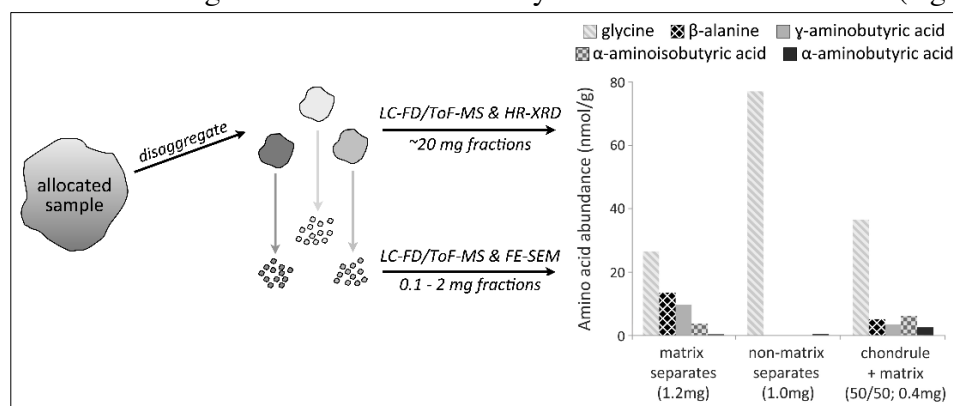 glycine β-alanine γ-aminobutyric acid
α-aminoisobutyric acid α-aminobutyric acid
allocated
sample
disaggregate
LC-FD/ToF-MS & HR-XRD
~20 mg fractions
LC-FD/ToF-MS & FE-SEM
0.1 - 2 mg fractions
Amino acid abundance (nmol/g)
80
60
40
20
0
matrix
separates
(1.2mg)
non-matrix
separates
(1.0mg)
chondrule
+ matrix
(50/50; 0.4mg)